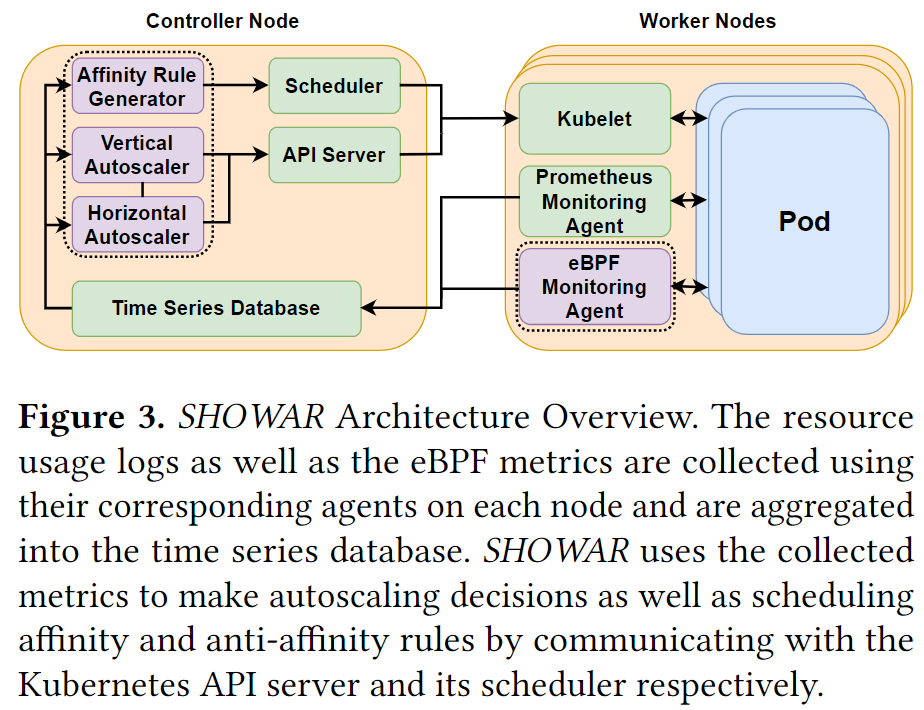 Controller Node
Worker Nodes
Affinity Rule
Generator
Scheduler
Vertical
Autoscaler
API Server
Horizontal
Autoscaler
Time Series Database
Kubelet
Prometheus
Monitoring
Agent
eBPF
Monitoring
Agent
Pod
Figure 3. SHOWAR Architecture Overview. The resource
usage logs as well as the eBPF metrics are collected using
their corresponding agents on each node and are aggregated
into the time series database. SHOWAR uses the collected
metrics to make autoscaling decisions as well as scheduling
affinity and anti-affinity rules by communicating with the
Kubernetes API server and its scheduler respectively.